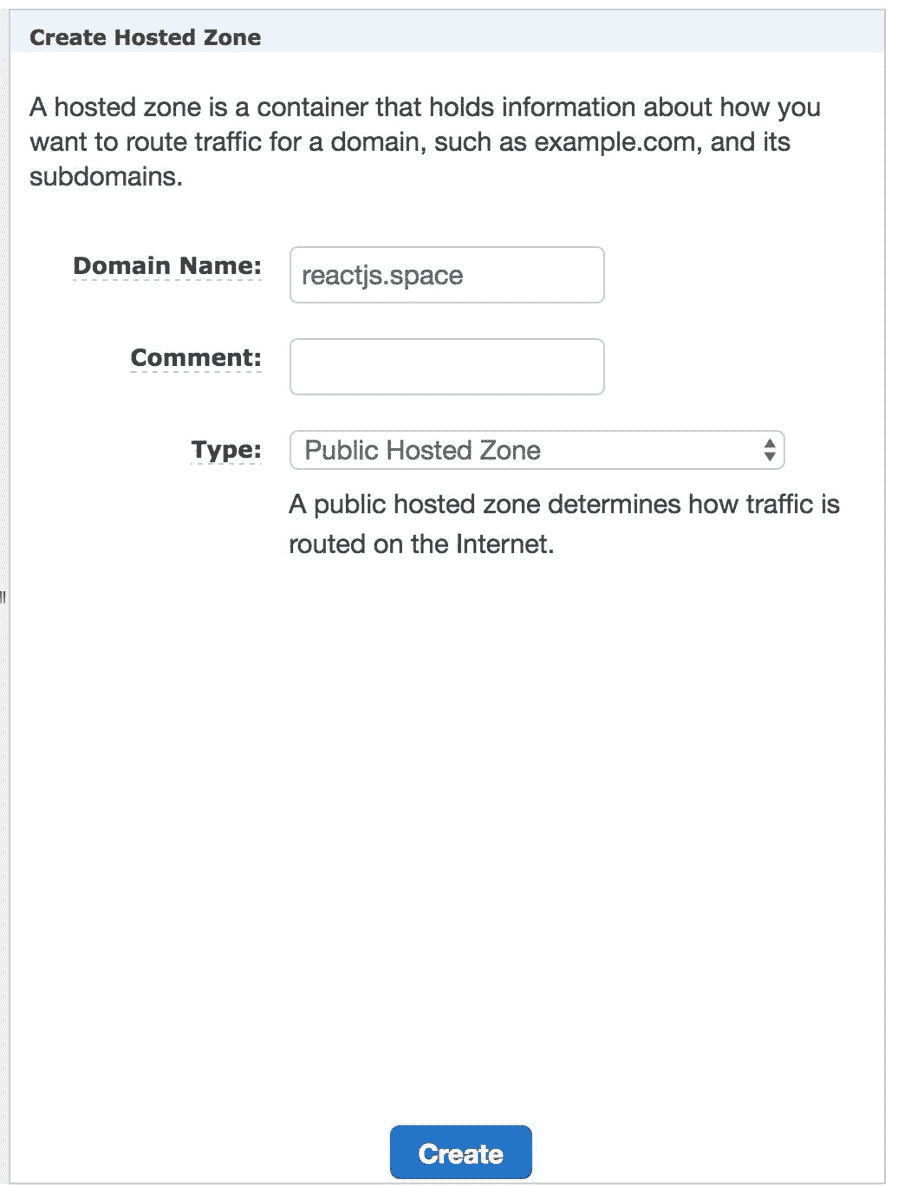 Create Hosted Zone
A hosted zone is a container that holds information about how you
want to route traffic for a domain, such as example.com, and its
subdomains.
Domain Name: reactjs.space
Comment:
Type: Public Hosted Zone
A public hosted zone determines how traffic is
routed on the Internet.
Create